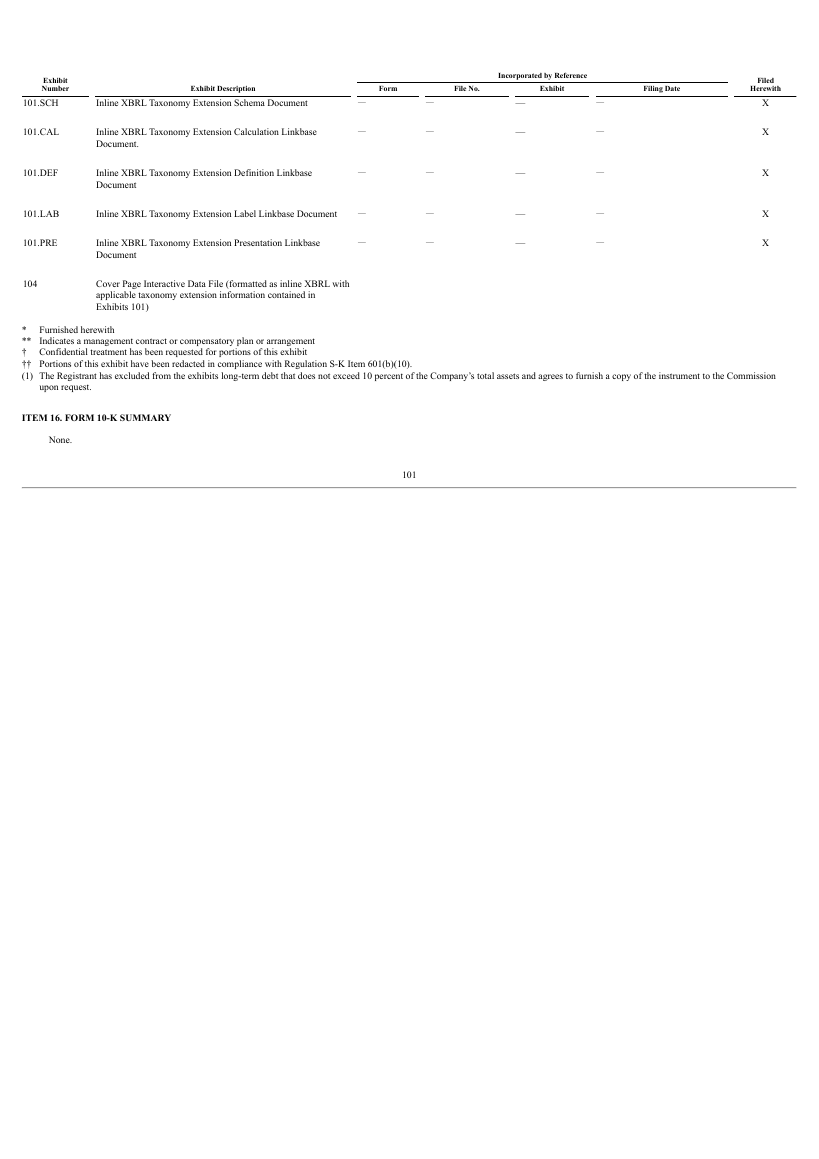 Incorporated by Reference
Exhibit Number Exhibit Description Form File No. Exhibit Filing Date Filed Herewith
101.SCH Inline XBRL Taxonomy Extension Schema Document — — — — X
101.CAL Inline XBRL Taxonomy Extension Calculation Linkbase — — — — X
Document.
101.DEF Inline XBRL Taxonomy Extension Definition Linkbase — — — — X
Document
101.LAB Inline XBRL Taxonomy Extension Label Linkbase Document — — — — X
101.PRE Inline XBRL Taxonomy Extension Presentation Linkbase — — — — X
Document
104 Cover Page Interactive Data File (formatted as inline XBRL with
applicable taxonomy extension information contained in
Exhibits 101)
* Furnished herewith
** Indicates a management contract or compensatory plan or arrangement
† Confidential treatment has been requested for portions of this exhibit
†† Portions of this exhibit have been redacted in compliance with Regulation S-K Item 601(b)(10).
(1) The Registrant has excluded from the exhibits long-term debt that does not exceed 10 percent of the Company’s total assets and agrees to furnish a copy of the instrument to the Commission
upon request.
ITEM 16. FORM 10-K SUMMARY
None.
101